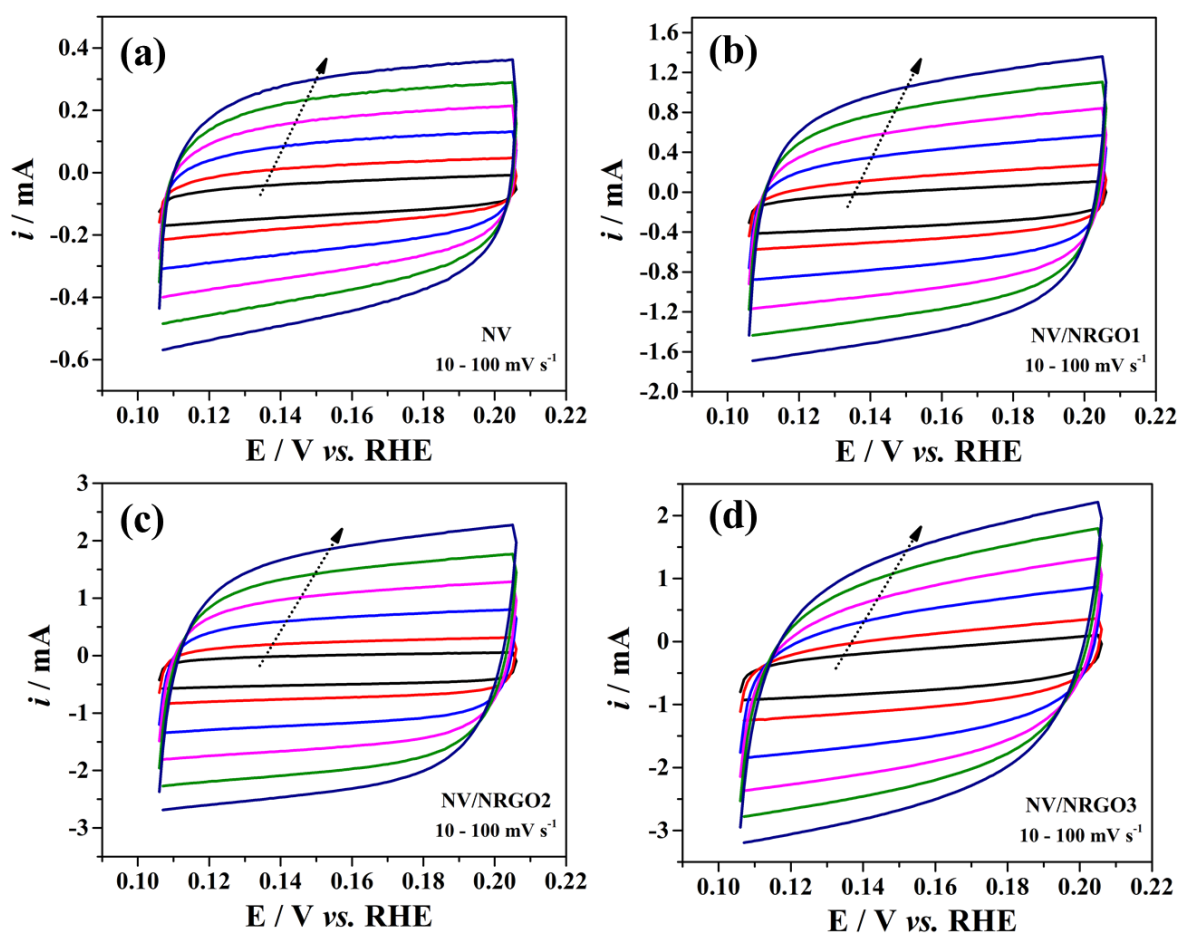 (a)
0.4
0.2
0.0
-0.2
-0.4
-0.6
i / mA
NV
10 - 100 mV s⁻¹
0.10 0.12 0.14 0.16 0.18 0.20 0.22
E / V vs. RHE
(b)
1.6
1.2
0.8
0.4
0.0
-0.4
-0.8
-1.2
-1.6
-2.0
i / mA
NV/NRGO1
10 - 100 mV s⁻¹
0.10 0.12 0.14 0.16 0.18 0.20 0.22
E / V vs. RHE
(c)
3
2
1
0
-1
-2
-3
i / mA
NV/NRGO2
10 - 100 mV s⁻¹
0.10 0.12 0.14 0.16 0.18 0.20 0.22
E / V vs. RHE
(d)
2
1
0
-1
-2
-3
i / mA
NV/NRGO3
10 - 100 mV s⁻¹
0.10 0.12 0.14 0.16 0.18 0.20 0.22
E / V vs. RHE